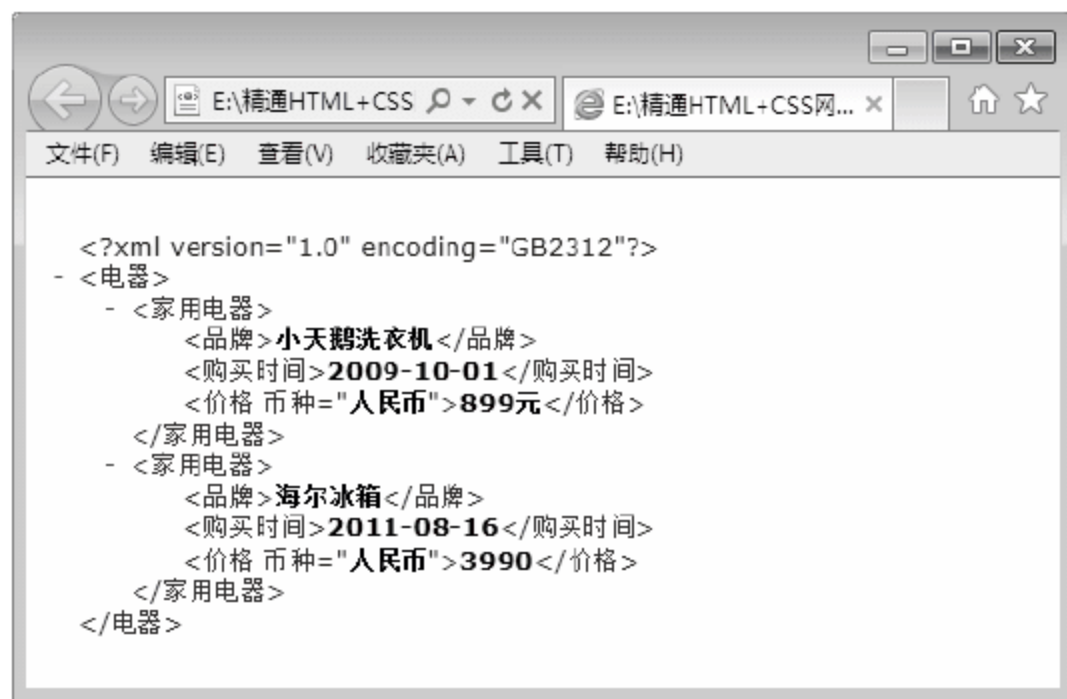 E:\精通HTML+CSS
E:\精通HTML+CSS网...
文件(F) 编辑(E) 查看(V) 收藏夹(A) 工具(T) 帮助(H)
<?xml version="1.0" encoding="GB2312"?>
- <电器>
- <家用电器>
<品牌>小天鹅洗衣机</品牌>
<购买时间>2009-10-01</购买时间>
<价格 币种="人民币">899元</价格>
</家用电器>
- <家用电器>
<品牌>海尔冰箱</品牌>
<购买时间>2011-08-16</购买时间>
<价格 币种="人民币">3990</价格>
</家用电器>
</电器>